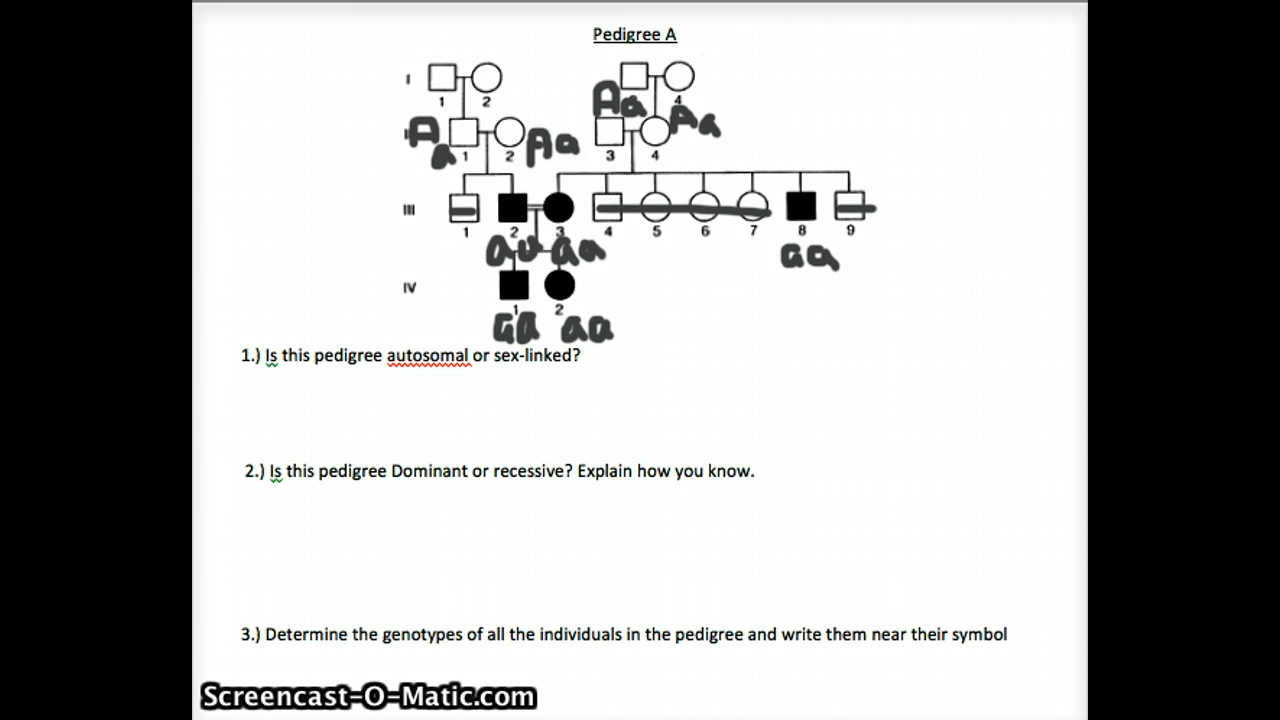 Pedigree A
I
1 2 4
Aa Aa
A a Aa
1 2 3 4
III
1 2 3 4 5 6 7 8 9
aa aa aa
IV
1 2
aa aa
1.) Is this pedigree autosomal or sex-linked?
2.) Is this pedigree Dominant or recessive? Explain how you know.
3.) Determine the genotypes of all the individuals in the pedigree and write them near their symbol
Screencast-O-Matic.com